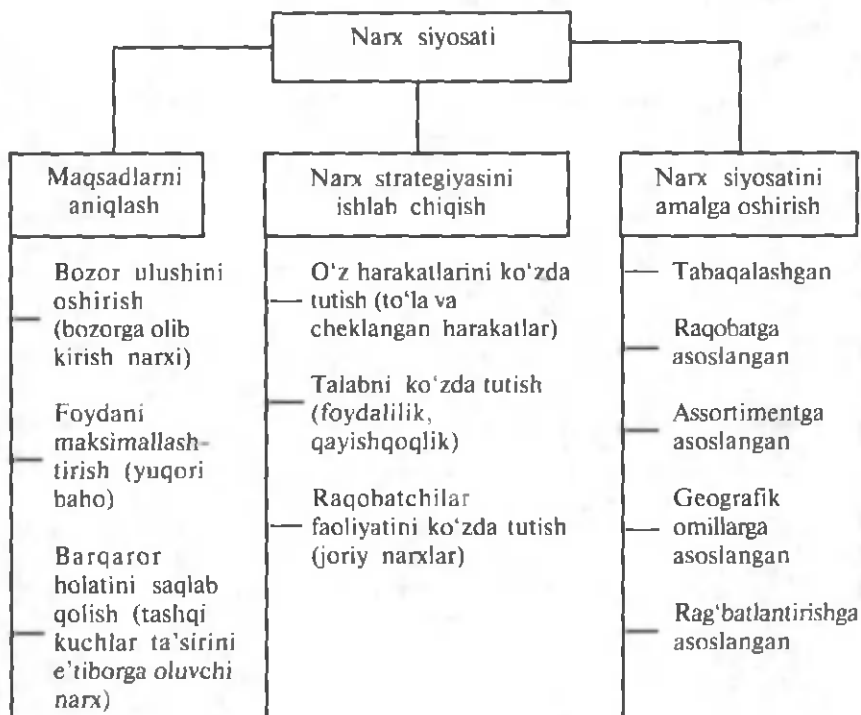 Narx siyosati
Maqsadlarni
aniqlash
Bozor ulushini
oshirish
(bozorga olib
kirish narxi)
Foydani
maksimallash-
tirish (yuqori
baho)
Barqaror
holatini saqlab
qolish (tashqi
kuchlar ta’sirini
e’tiborga oluvchi
narx)
Narx strategiyasini
ishlab chiqish
O‘z harakatlarini ko‘zda
tutish (to‘la va
cheklangan harakatlar)
Talabni ko‘zda tutish
(foydalilik,
qayishqoqlik)
Raqobatchilar
faoliyatini ko‘zda tutish
(joriy narxlar)
Narx siyosatini
amalga oshirish
Tabaqalashgan
Raqobatga
asoslangan
Assortimentga
asoslangan
Geografik
omillarga
asoslangan
Rag‘batlantirishga
asoslangan